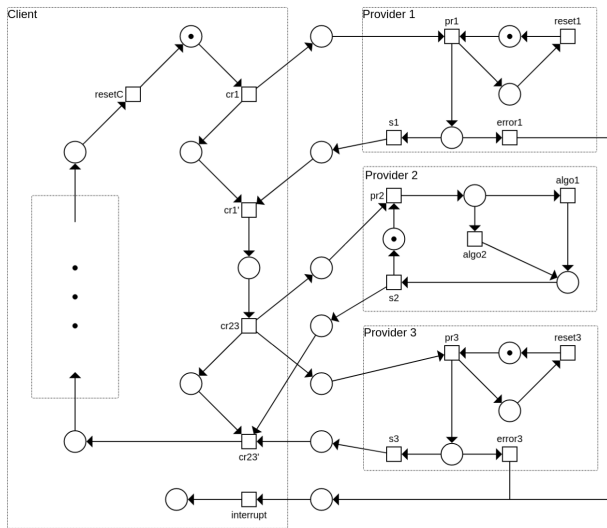 Client
Provider 1
pr1
reset1
resetC
cr1
s1
error1
Provider 2
algo1
pr2
cr1'
algo2
s2
cr23
Provider 3
pr3
reset3
s3
error3
cr23'
interrupt